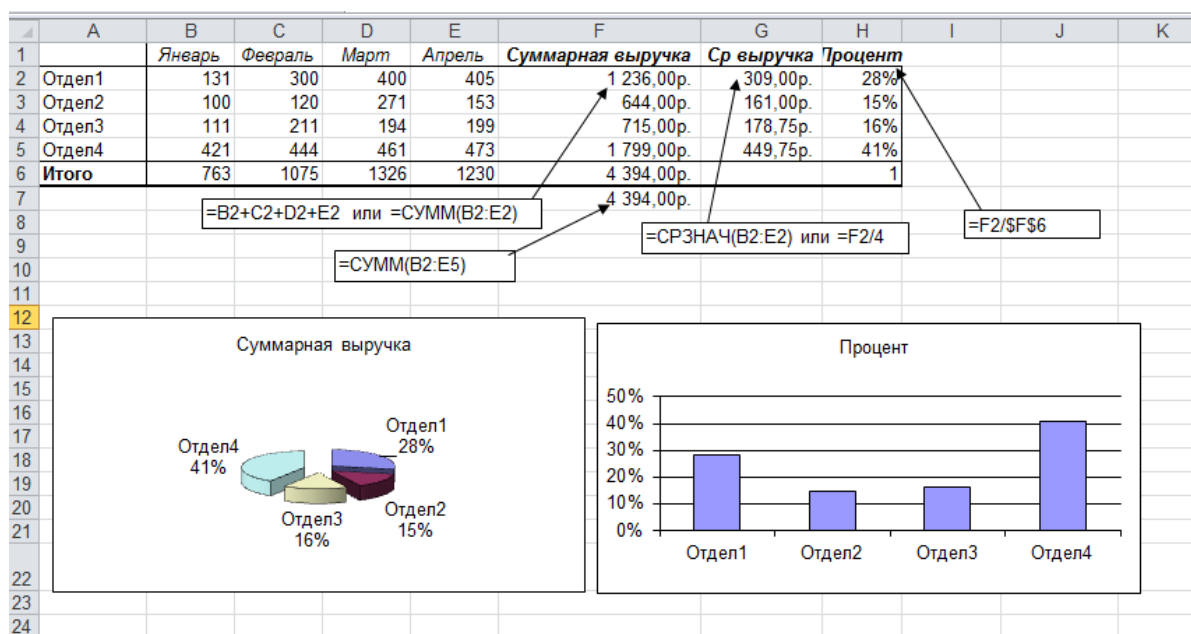 A B C D E F G H I J K
1 Январь Февраль Март Апрель Суммарная выручка Ср выручка Процент
2 Отдел1 131 300 400 405 1 236,00р. 309,00р. 28%
3 Отдел2 100 120 271 153 644,00р. 161,00р. 15%
4 Отдел3 111 211 194 199 715,00р. 178,75р. 16%
5 Отдел4 421 444 461 473 1 799,00р. 449,75р. 41%
6 Итого 763 1075 1326 1230 4 394,00р. 1
7 4 394,00р.
=B2+C2+D2+E2 или =СУММ(B2:E2)
=F2/$F$6
8
=СРЗНАЧ(B2:E2) или =F2/4
9
=СУММ(B2:E5)
10
11
12
13
14
15
16
17
18
19
20
21
22
23
24
Суммарная выручка
Отдел1
28%
Отдел4
41%
Отдел2
15%
Отдел3
16%
Процент
50%
40%
30%
20%
10%
0%
Отдел1 Отдел2 Отдел3 Отдел4